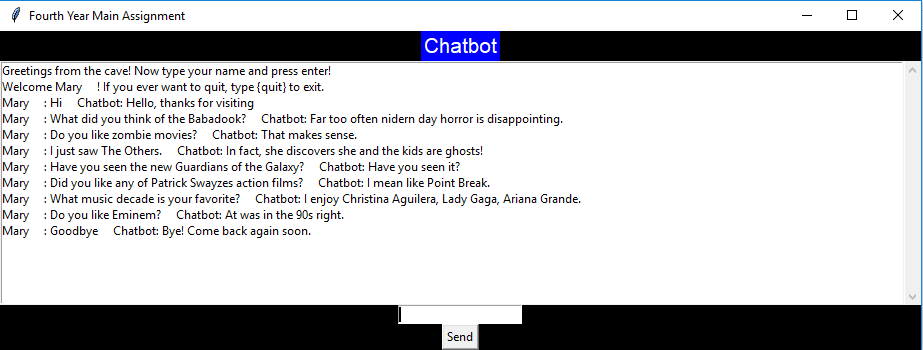 Fourth Year Main Assignment
Chatbot
Greetings from the cave! Now type your name and press enter!
Welcome Mary    ! If you ever want to quit, type {quit} to exit.
Mary    : Hi    Chatbot: Hello, thanks for visiting
Mary    : What did you think of the Babadook?    Chatbot: Far too often nidern day horror is disappointing.
Mary    : Do you like zombie movies?    Chatbot: That makes sense.
Mary    : I just saw The Others.    Chatbot: In fact, she discovers she and the kids are ghosts!
Mary    : Have you seen the new Guardians of the Galaxy?    Chatbot: Have you seen it?
Mary    : Did you like any of Patrick Swayzes action films?    Chatbot: I mean like Point Break.
Mary    : What music decade is your favorite?    Chatbot: I enjoy Christina Aguilera, Lady Gaga, Ariana Grande.
Mary    : Do you like Eminem?    Chatbot: At was in the 90s right.
Mary    : Goodbye    Chatbot: Bye! Come back again soon.
Send